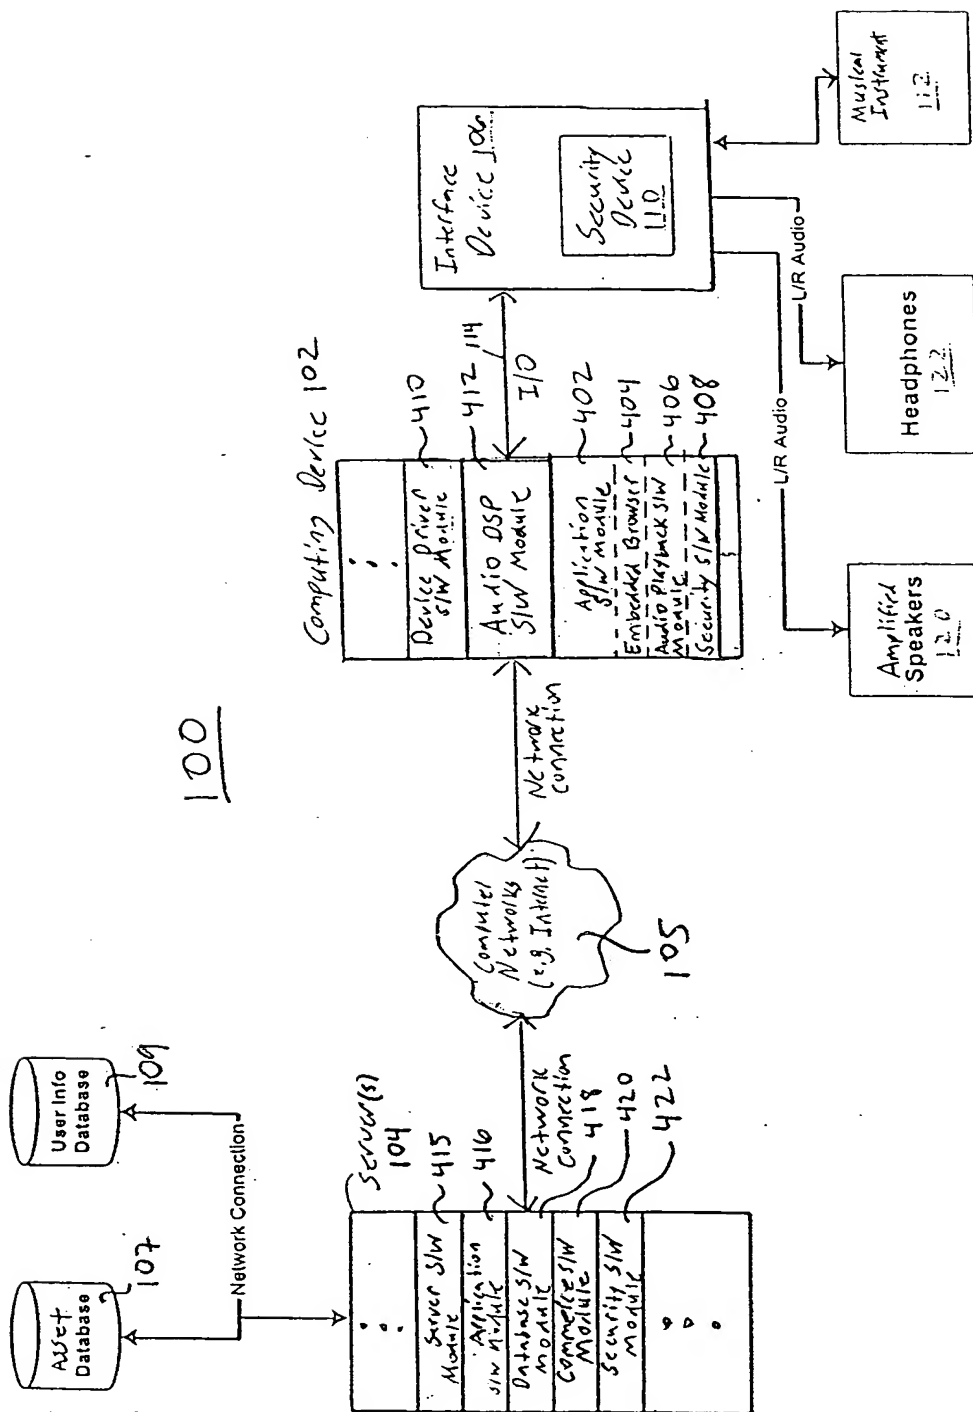 100
Asset
Database
107
User Info
Database
109
Network Connection
Server(s)
104
Server S/W
Module
415
Application
S/W Module
416
Database S/W
Module
418
Commerce S/W
Module
420
Security S/W
Module
422
Network
Connection
Computer
Networks
(e.g. Internet)
105
Network
Connection
Computing Device 102
Device Driver
S/W Module
410
Audio DSP
S/W Module
412
Application
S/W Module
402
Embedded Browser
404
Audio Playback S/W
Module
406
Security S/W Module
408
114
I/O
Interface
Device 106
Security
Device
110
L/R Audio
L/R Audio
Amplified
Speakers
120
Headphones
122
Musical
Instrument
112